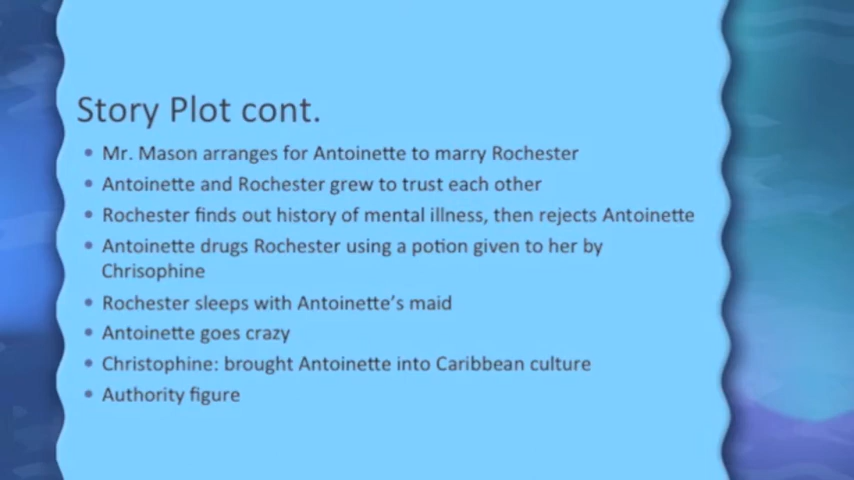 Story Plot cont.
• Mr. Mason arranges for Antoinette to marry Rochester
• Antoinette and Rochester grew to trust each other
• Rochester finds out history of mental illness, then rejects Antoinette
• Antoinette drugs Rochester using a potion given to her by
Chrisophine
• Rochester sleeps with Antoinette's maid
• Antoinette goes crazy
• Christophine: brought Antoinette into Caribbean culture
• Authority figure